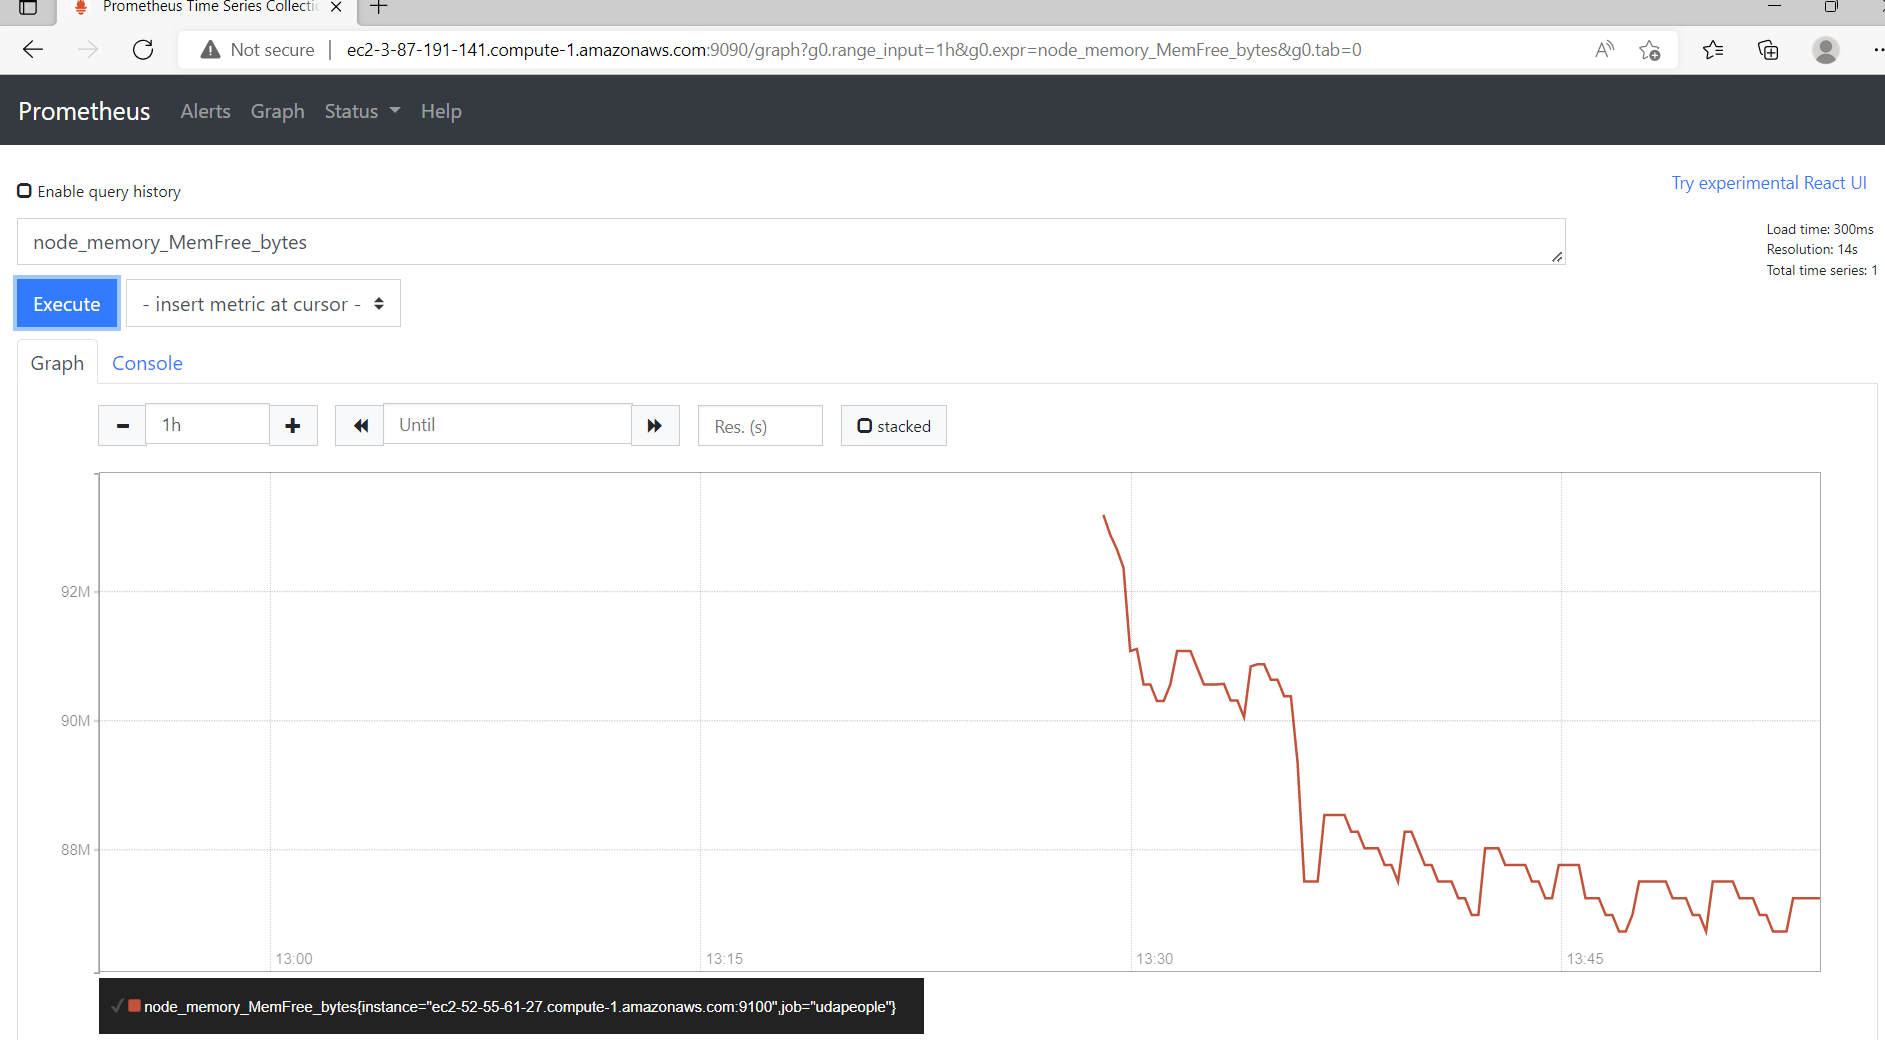 Prometheus Time Series Collectio
Not secure
ec2-3-87-191-141.compute-1.amazonaws.com:9090/graph?g0.range_input=1h&g0.expr=node_memory_MemFree_bytes&g0.tab=0
Prometheus Alerts Graph Status Help
Enable query history
Try experimental React UI
node_memory_MemFree_bytes
Load time: 300ms
Resolution: 14s
Total time series: 1
Execute
- insert metric at cursor -
Graph Console
1h
Until
Res. (s)
stacked
92M
90M
88M
13:00 13:15 13:30 13:45
node_memory_MemFree_bytes{instance="ec2-52-55-61-27.compute-1.amazonaws.com:9100",job="udapeople"}